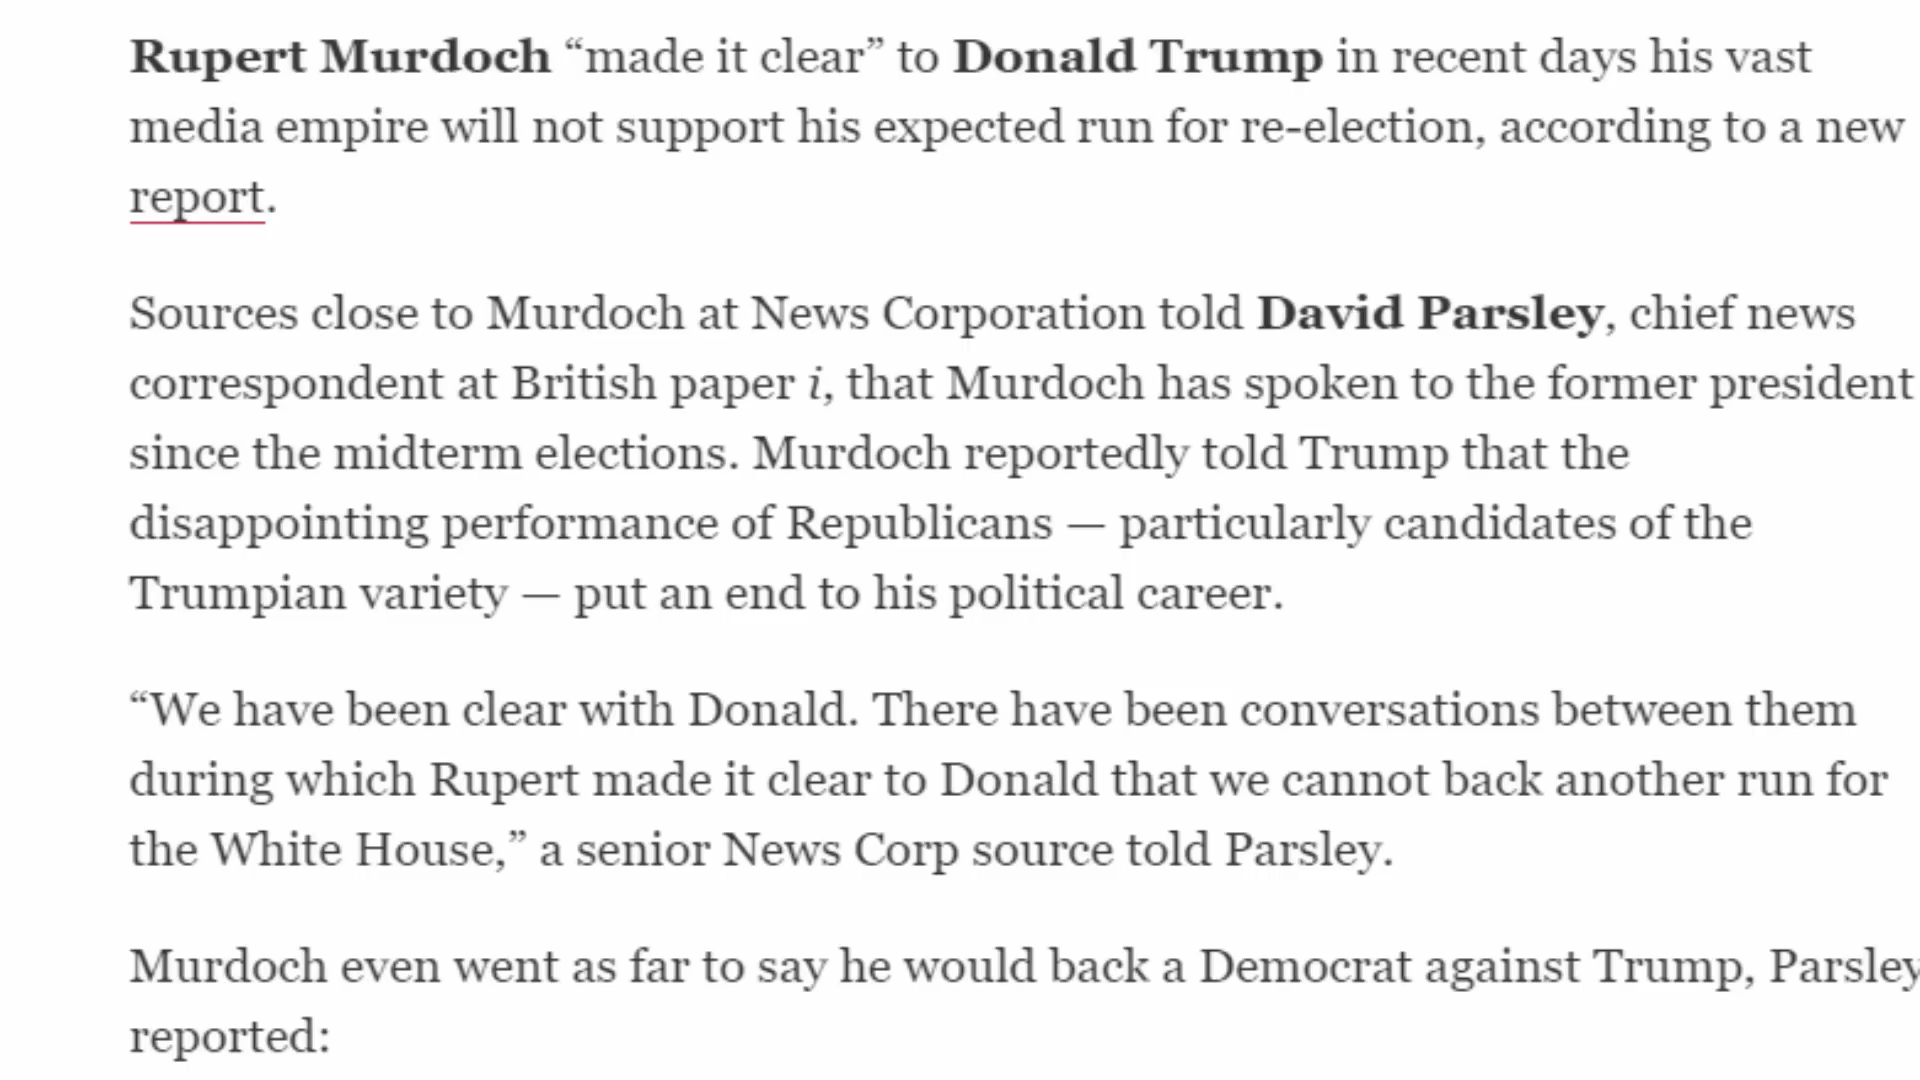 Rupert Murdoch “made it clear” to Donald Trump in recent days his vast
media empire will not support his expected run for re-election, according to a new
report.
Sources close to Murdoch at News Corporation told David Parsley, chief news
correspondent at British paper i, that Murdoch has spoken to the former president
since the midterm elections. Murdoch reportedly told Trump that the
disappointing performance of Republicans — particularly candidates of the
Trumpian variety — put an end to his political career.
“We have been clear with Donald. There have been conversations between them
during which Rupert made it clear to Donald that we cannot back another run for
the White House,” a senior News Corp source told Parsley.
Murdoch even went as far to say he would back a Democrat against Trump, Parsley
reported: